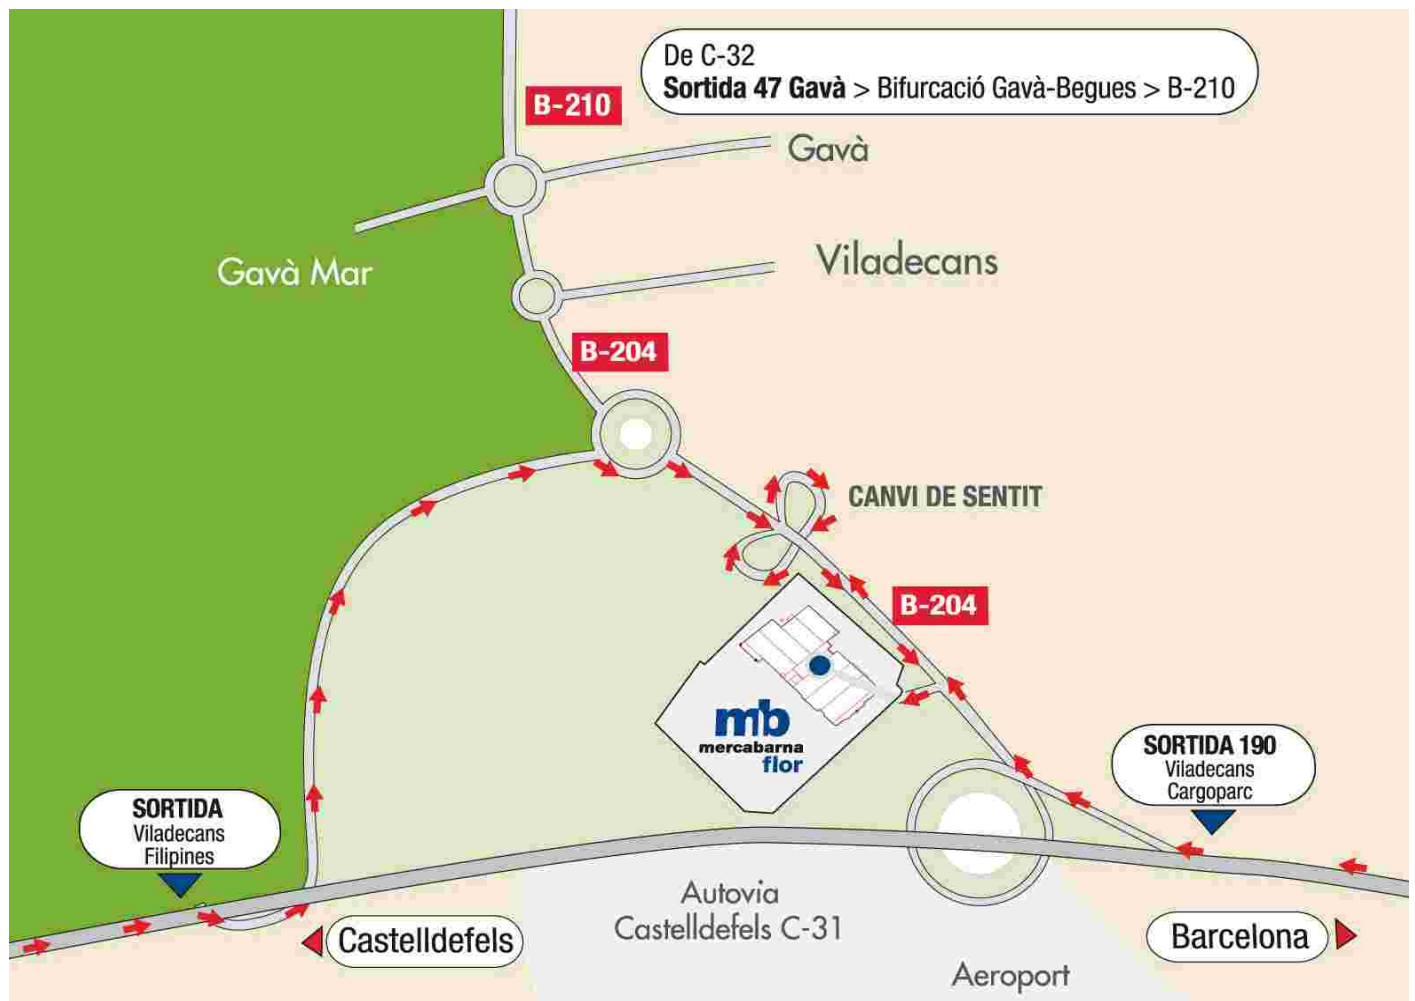 De C-32
Sortida 47 Gavà > Bifurcació Gavà-Begues > B-210
B-210
Gavà
Gavà Mar
Viladecans
B-204
CANVI DE SENTIT
B-204
mb
mercabarna
flor
SORTIDA 190
Viladecans
Cargoparc
SORTIDA
Viladecans
Filipines
Autovia
Castelldefels C-31
Castelldefels
Barcelona
Aeroport